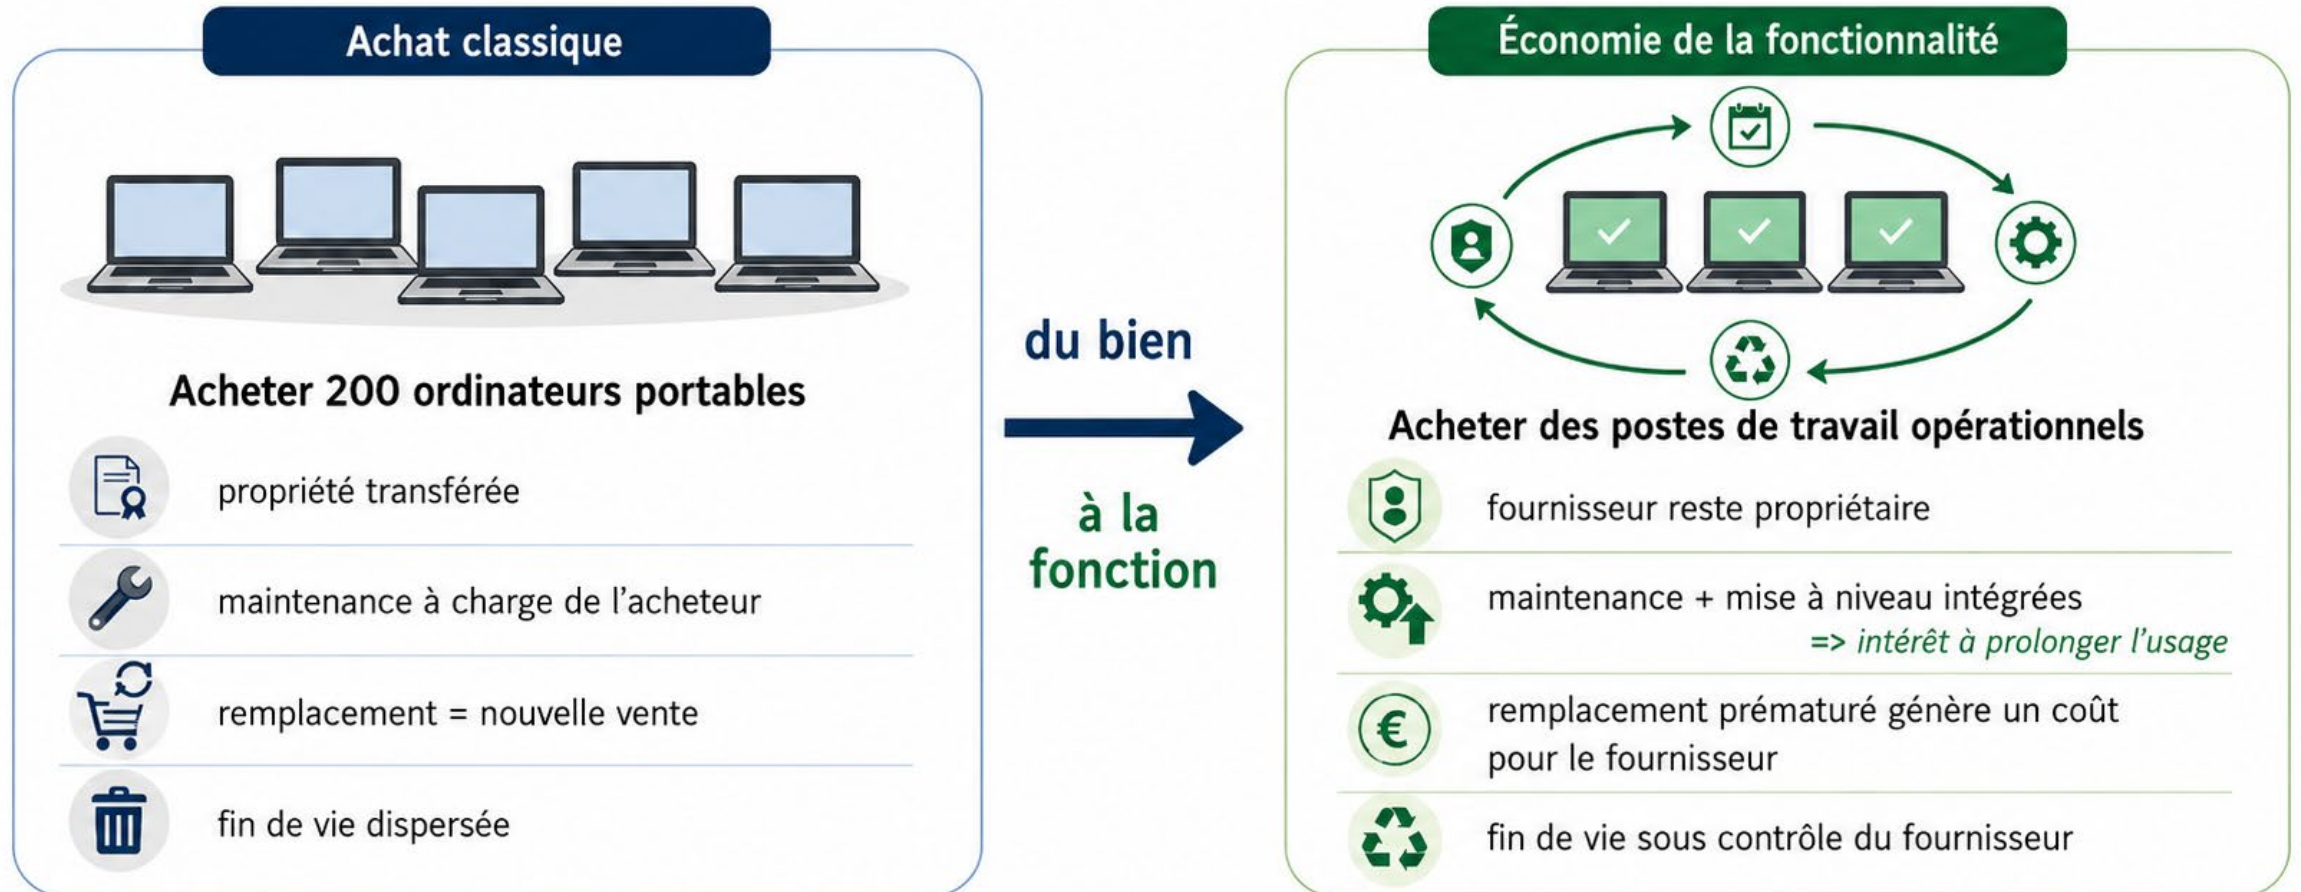 Achat classique
Acheter 200 ordinateurs portables
propriété transférée
maintenance à charge de l'acheteur
remplacement = nouvelle vente
fin de vie dispersée
du bien
à la
fonction
Économie de la fonctionnalité
Acheter des postes de travail opérationnels
fournisseur reste propriétaire
maintenance + mise à niveau intégrées
=> intérêt à prolonger l'usage
€
remplacement prématuré génère un coût
pour le fournisseur
fin de vie sous contrôle du fournisseur